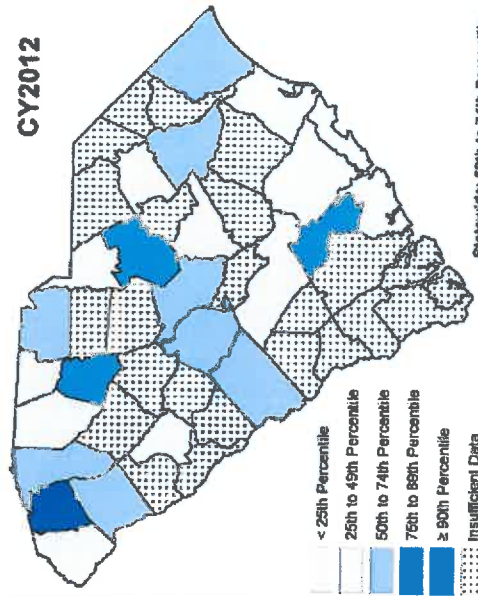 CY2012
< 25th Percentile
25th to 49th Percentile
50th to 74th Percentile
75th to 89th Percentile
≥ 90th Percentile
Insufficient Data